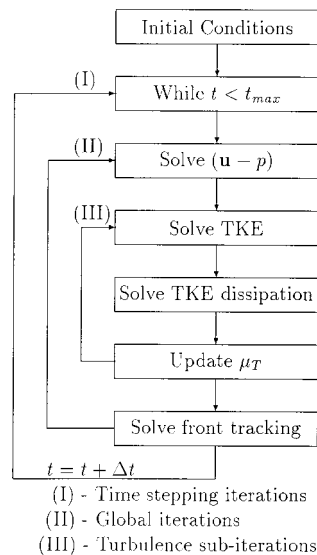 Initial Conditions
(I)
While t < t_max
(II)
Solve (u − p)
(III)
Solve TKE
Solve TKE dissipation
Update μ_T
Solve front tracking
t = t + Δt
(I) - Time stepping iterations
(II) - Global iterations
(III) - Turbulence sub-iterations